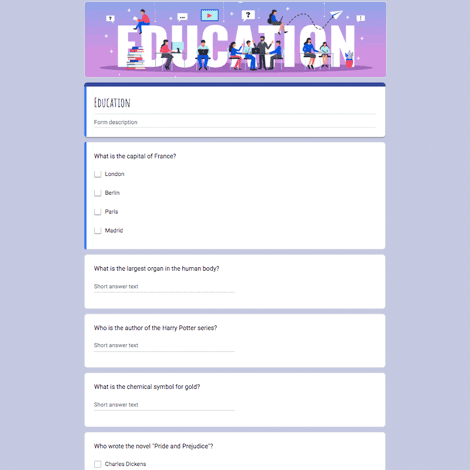 EDUCATION
Education
Form description
What is the capital of France?
London
Berlin
Paris
Madrid
What is the largest organ in the human body?
Short answer text
Who is the author of the Harry Potter series?
Short answer text
What is the chemical symbol for gold?
Short answer text
Who wrote the novel "Pride and Prejudice"?
Charles Dickens